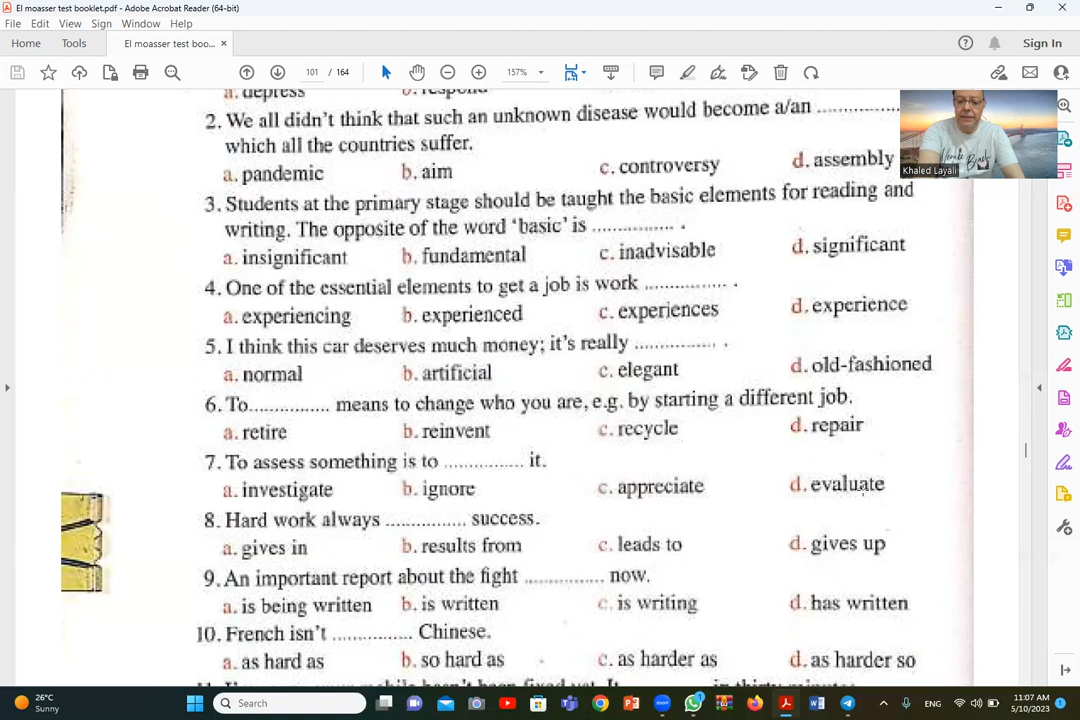 El moasser test booklet.pdf - Adobe Acrobat Reader (64-bit)
File Edit View Sign Window Help
Home Tools El moasser test boo... × Sign In
101 / 164 157%
a. depress b. respond
2. We all didn't think that such an unknown disease would become a/an ................
which all the countries suffer.
a. pandemic b. aim c. controversy d. assembly
Khaled Layali
3. Students at the primary stage should be taught the basic elements for reading and
writing. The opposite of the word 'basic' is ................ .
a. insignificant b. fundamental c. inadvisable d. significant
4. One of the essential elements to get a job is work ................ .
a. experiencing b. experienced c. experiences d. experience
5. I think this car deserves much money; it's really ................ .
a. normal b. artificial c. elegant d. old-fashioned
6. To................ means to change who you are, e.g. by starting a different job.
a. retire b. reinvent c. recycle d. repair
7. To assess something is to ................ it.
a. investigate b. ignore c. appreciate d. evaluate
8. Hard work always ................ success.
a. gives in b. results from c. leads to d. gives up
9. An important report about the fight ................ now.
a. is being written b. is written c. is writing d. has written
10. French isn't ................ Chinese.
a. as hard as b. so hard as c. as harder as d. as harder so
in thirty minutes
26°C
Sunny
Search
ENG
11:07 AM
5/10/2023